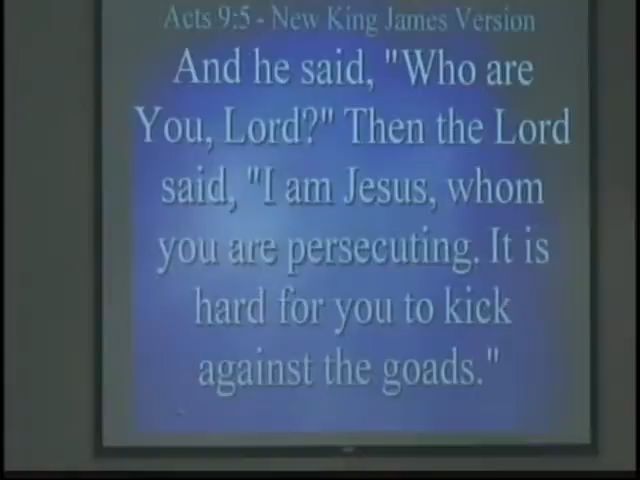 Acts 9:5 - New King James Version
And he said, "Who are
You, Lord?" Then the Lord
said, "I am Jesus, whom
you are persecuting. It is
hard for you to kick
against the goads."